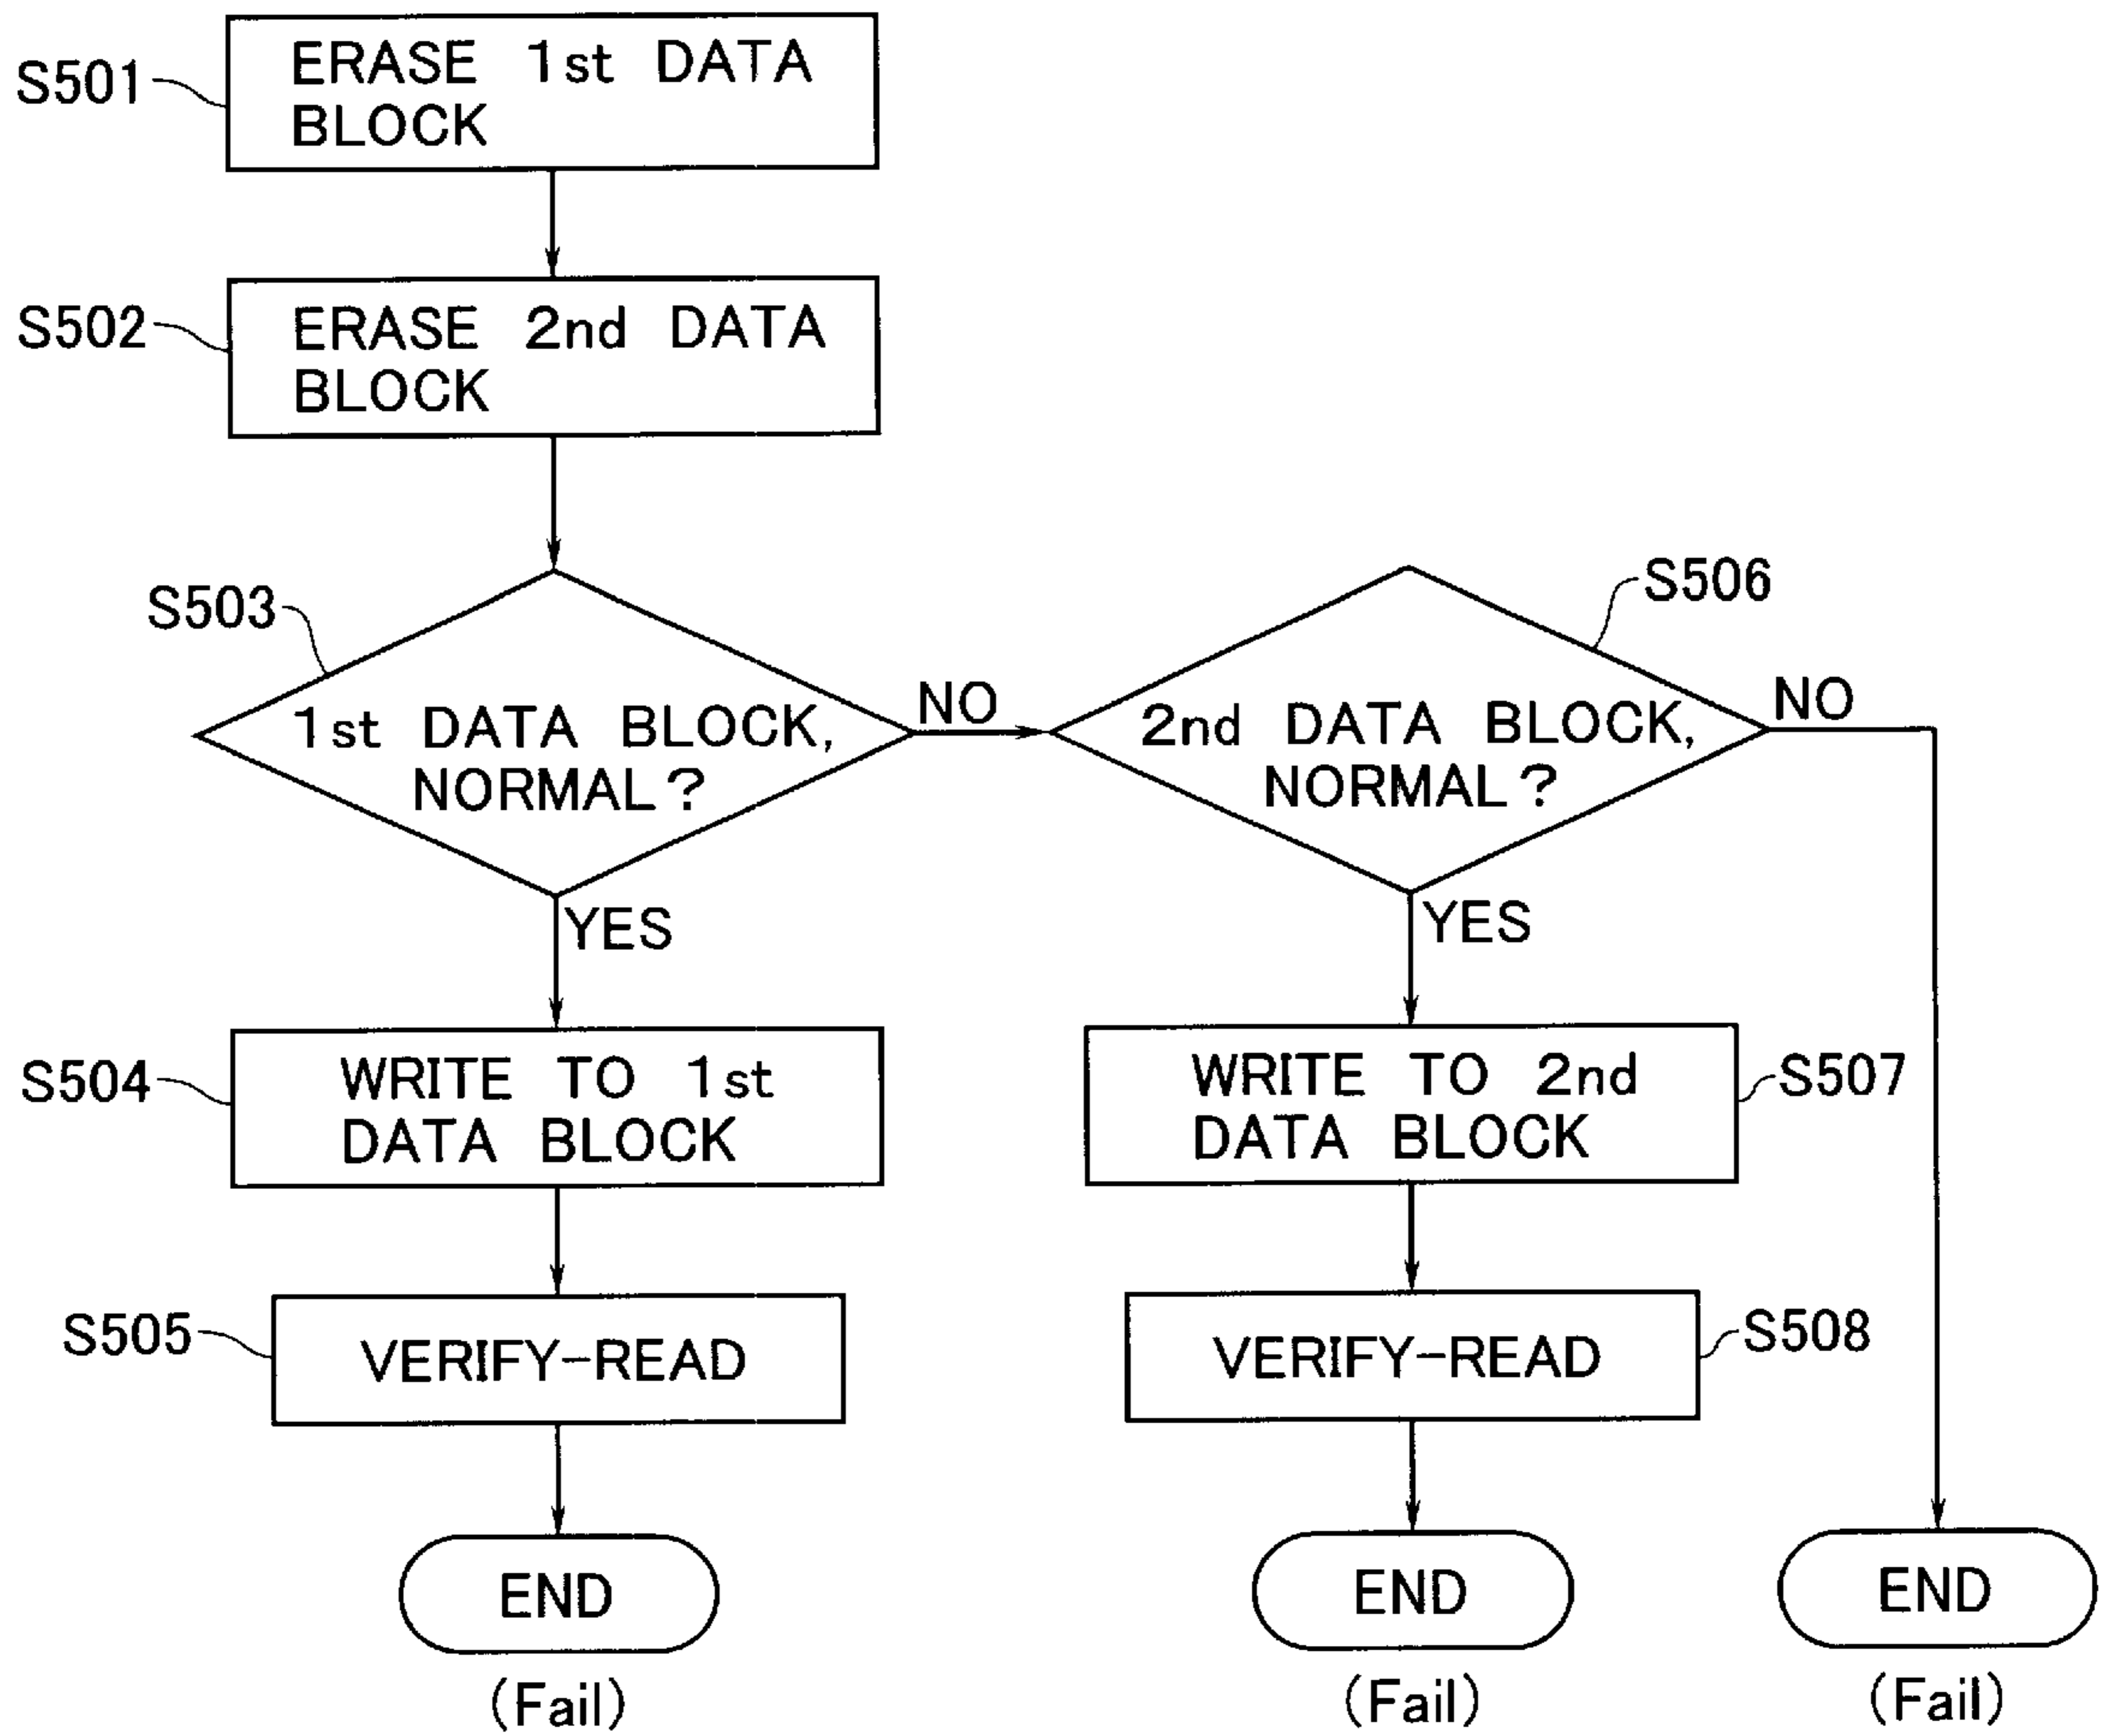 S501
ERASE 1st DATA
BLOCK
S502
ERASE 2nd DATA
BLOCK
S503
1st DATA BLOCK,
NORMAL?
NO
YES
S506
2nd DATA BLOCK,
NORMAL?
NO
YES
S504
WRITE TO 1st
DATA BLOCK
WRITE TO 2nd
DATA BLOCK
S507
S505
VERIFY-READ
VERIFY-READ
S508
END
END
END
(Fail)
(Fail)
(Fail)